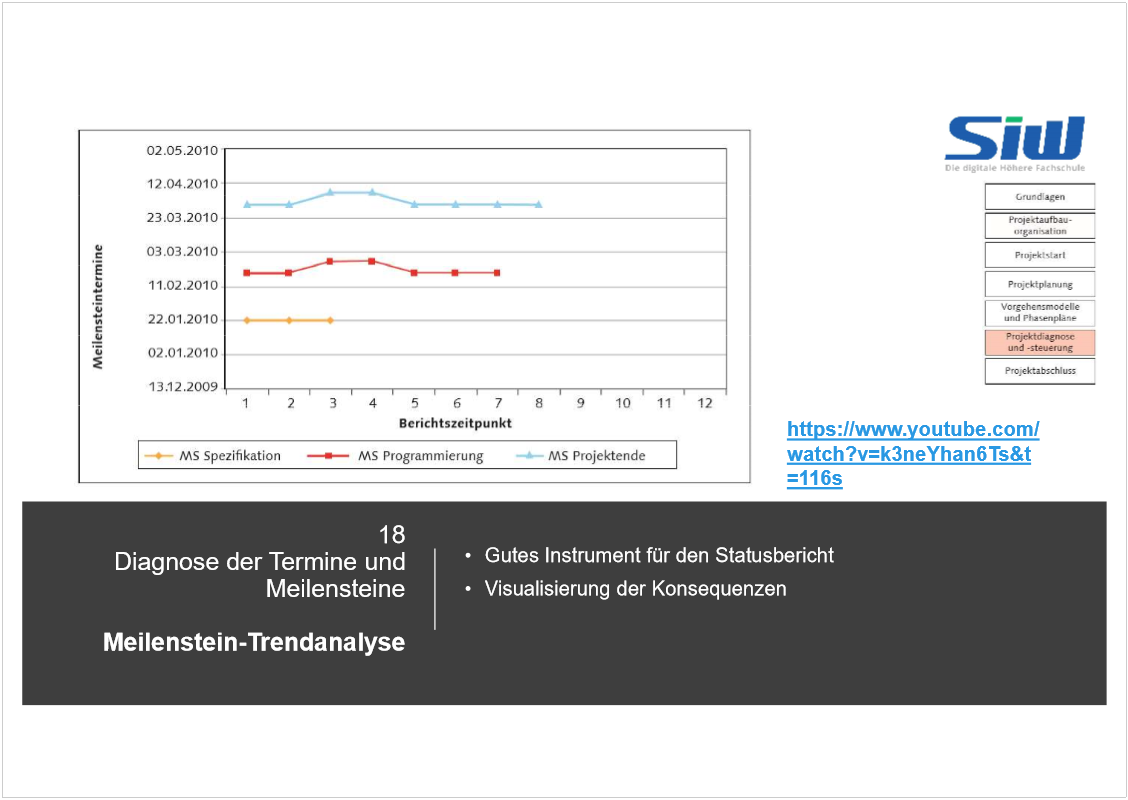 02.05.2010
12.04.2010
23.03.2010
03.03.2010
11.02.2010
22.01.2010
02.01.2010
13.12.2009
Meilensteintermine
1 2 3 4 5 6 7 8 9 10 11 12
Berichtszeitpunkt
MS Spezifikation MS Programmierung MS Projektende
SIW
Die digitale Höhere Fachschule
Grundlagen
Projektaufbau-
organisation
Projektstart
Projektplanung
Vorgehensmodelle
und Phasenpläne
Projektdiagnose
und -steuerung
Projektabschluss
https://www.youtube.com/
watch?v=k3neYhan6Ts&t
=116s
18
Diagnose der Termine und
Meilensteine
Meilenstein-Trendanalyse
• Gutes Instrument für den Statusbericht
• Visualisierung der Konsequenzen